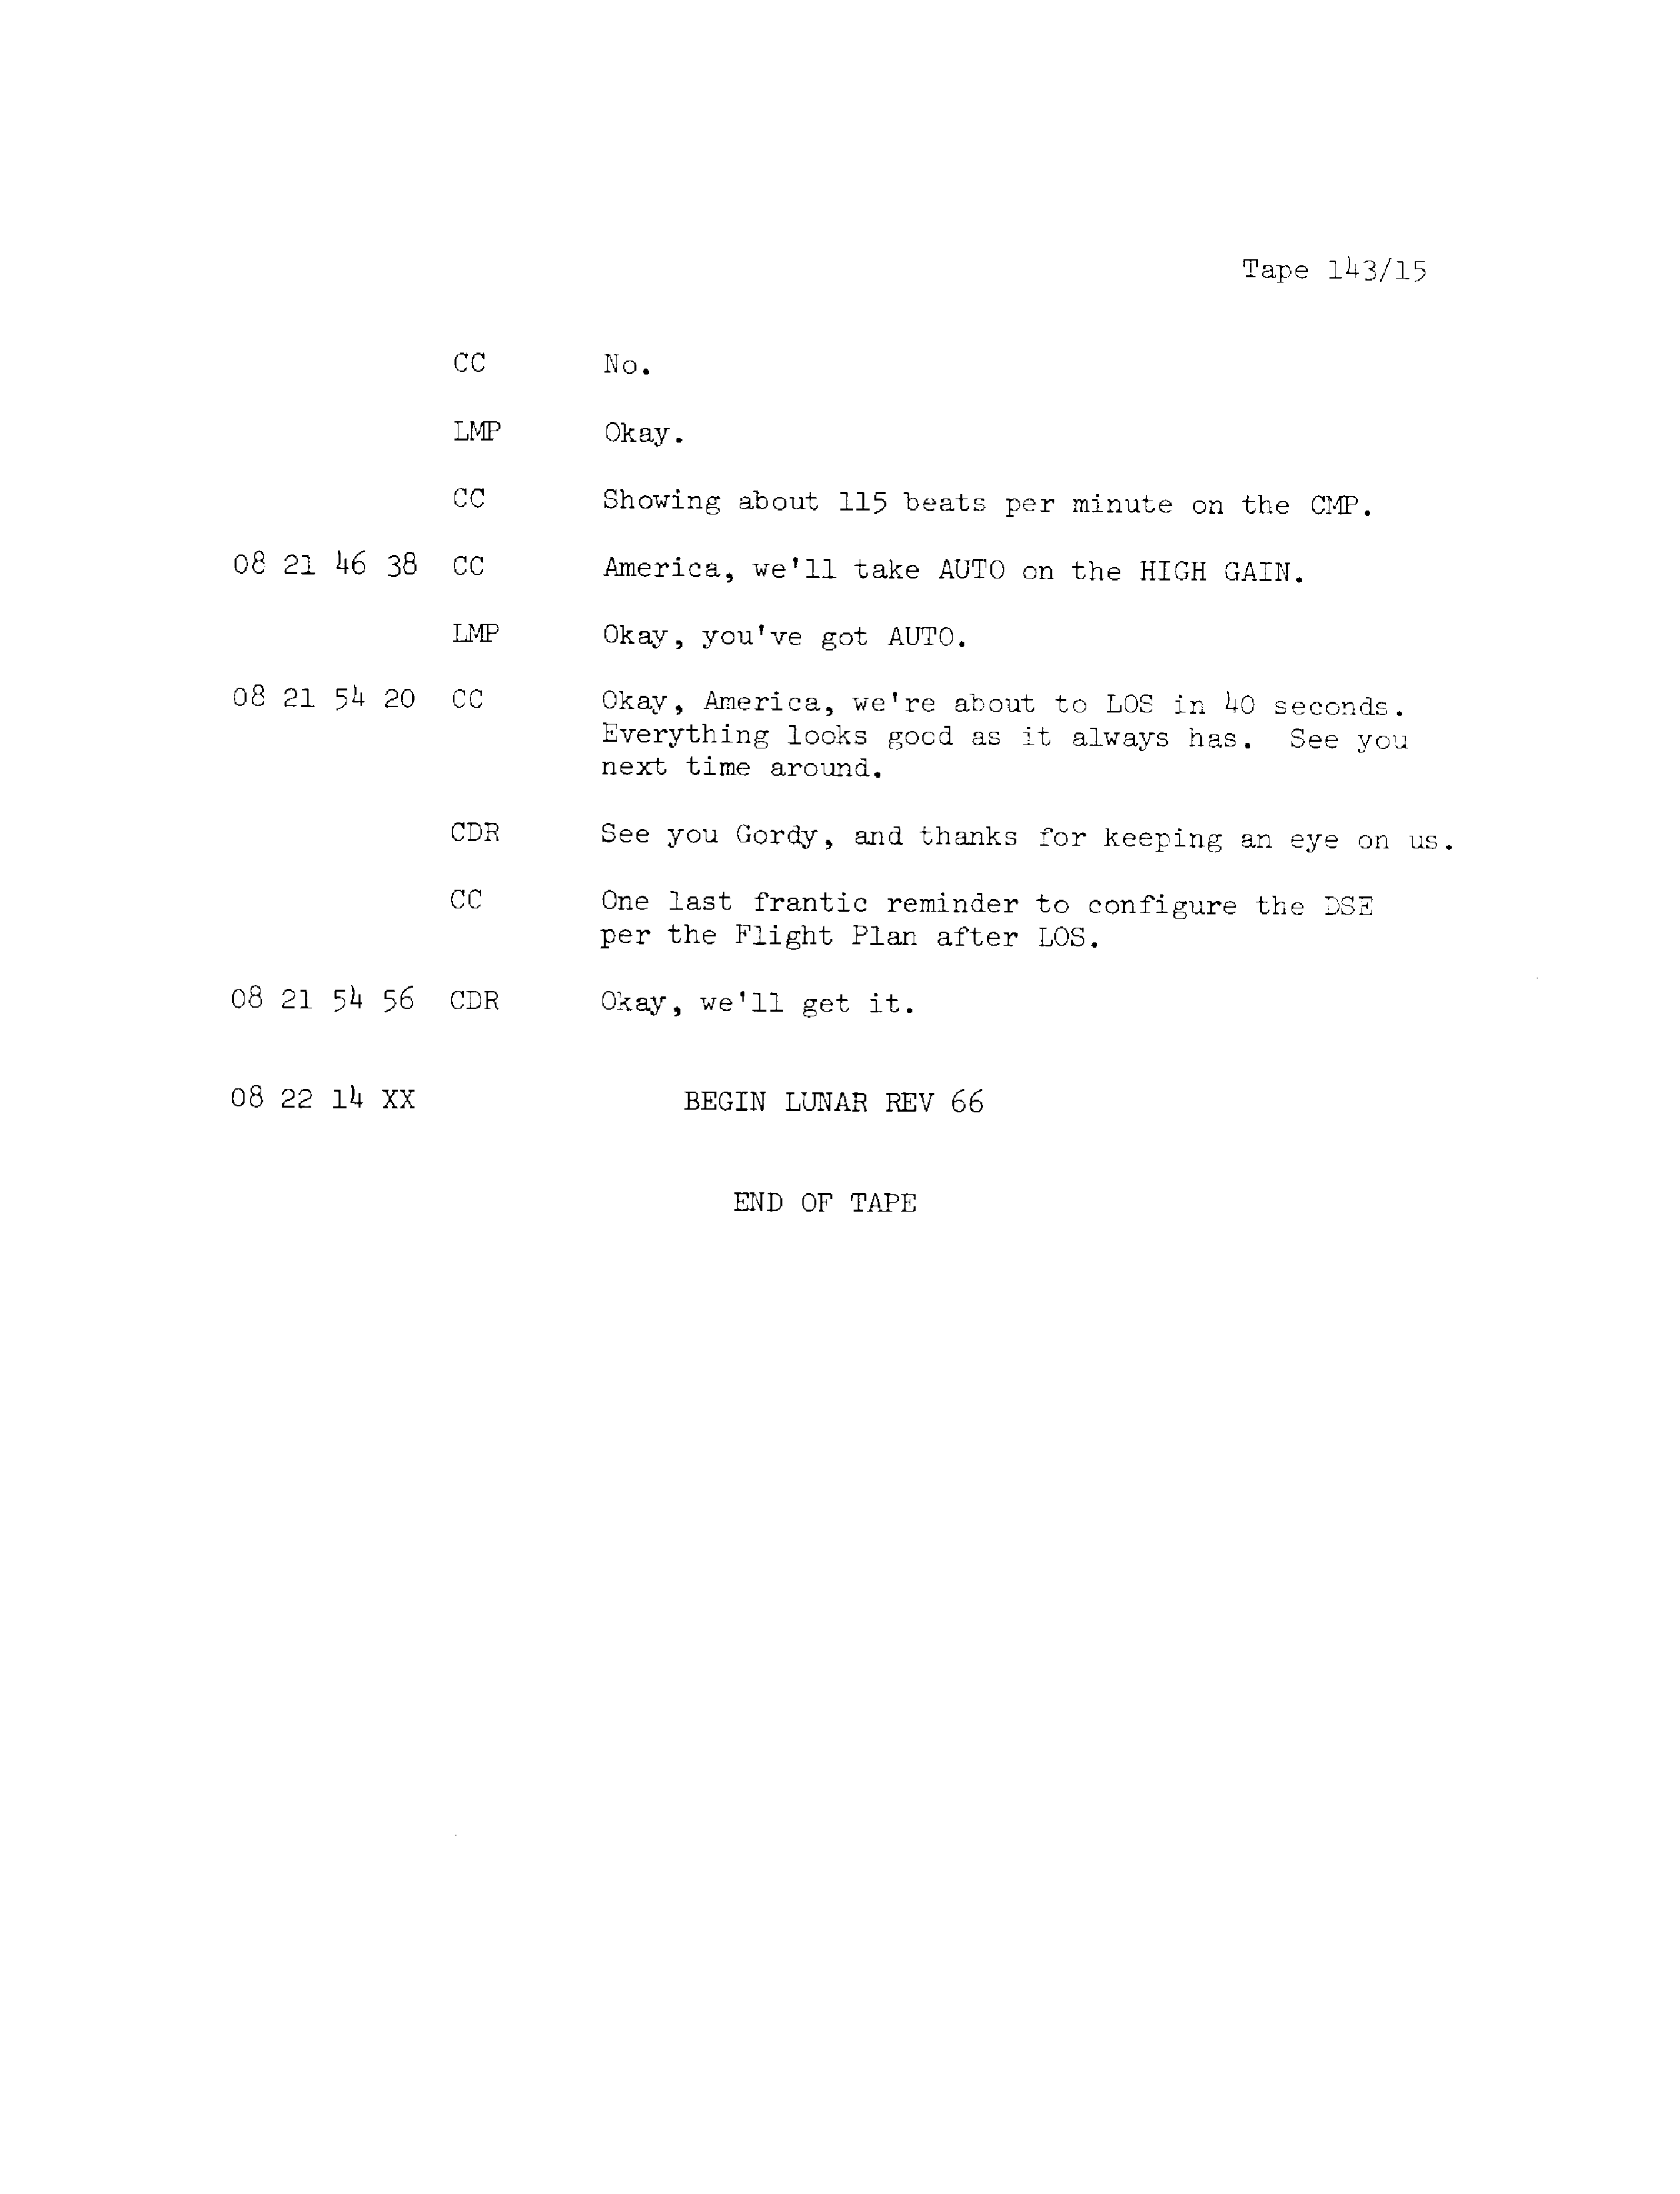 Tape 143/15
CC No.
LMP Okay.
CC Showing about 115 beats per minute on the CMP.
08 21 46 38 CC America, we'll take AUTO on the HIGH GAIN.
LMP Okay, you've got AUTO.
08 21 54 20 CC Okay, America, we're about to LOS in 40 seconds.
Everything looks good as it always has. See you
next time around.
CDR See you Gordy, and thanks for keeping an eye on us.
CC One last frantic reminder to configure the DSE
per the Flight Plan after LOS.
08 21 54 56 CDR Okay, we'll get it.
08 22 14 XX BEGIN LUNAR REV 66
END OF TAPE